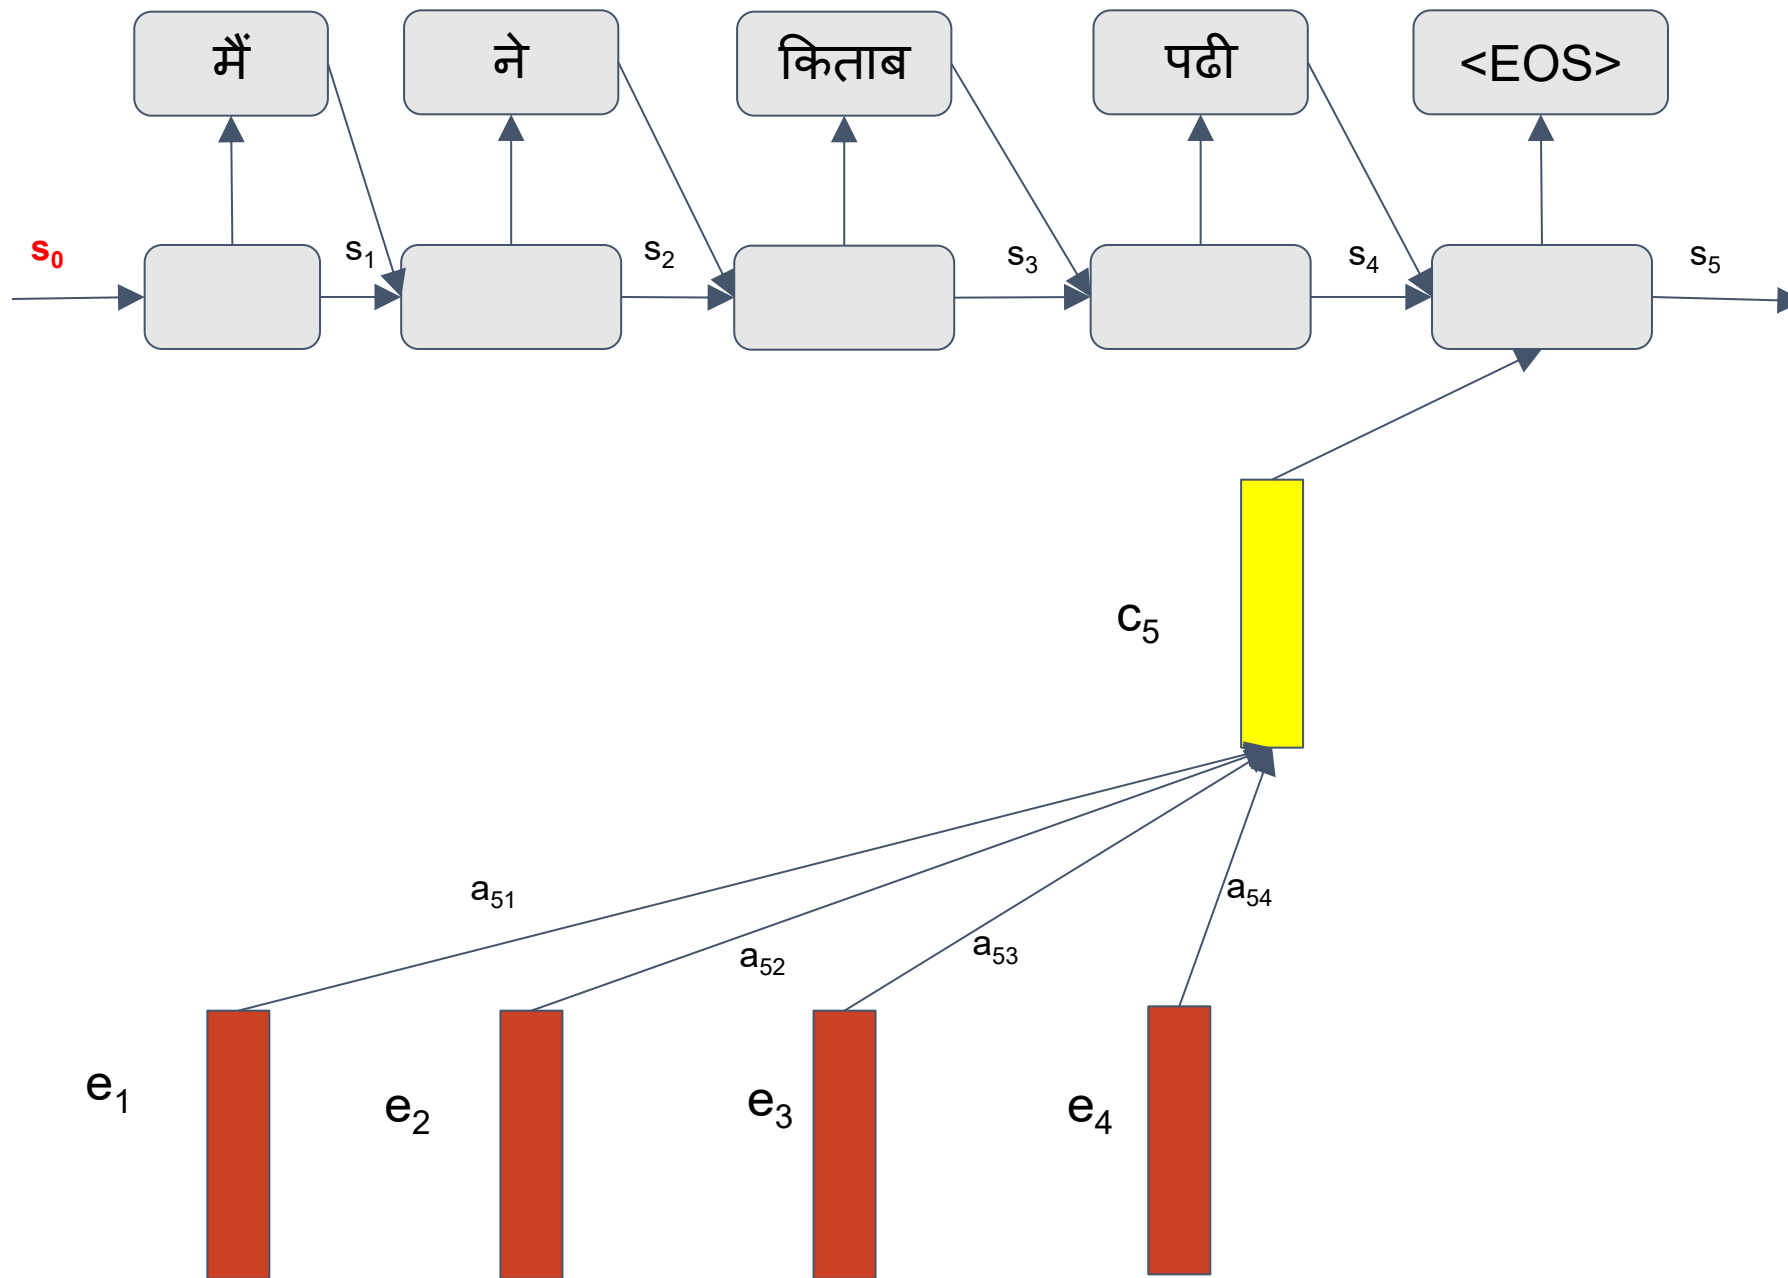 मैं ने किताब पढी <EOS>
s₀ s₁ s₂ s₃ s₄ s₅
c₅
a₅₁ a₅₂ a₅₃ a₅₄
e₁ e₂ e₃ e₄